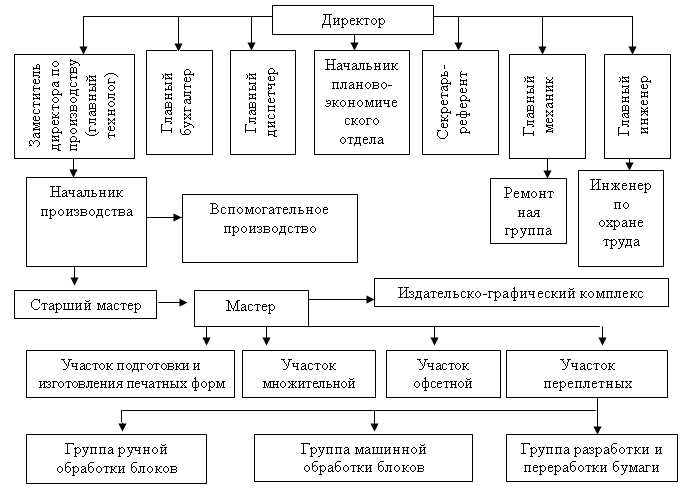 Директор
Заместитель
директора по
производству
(главный
технолог)
Главный
бухгалтер
Главный
диспетчер
Начальник
планово-
экономиче
ского
отдела
Секретарь-
референт
Главный
механик
Главный
инженер
Начальник
производства
Вспомогательное
производство
Ремонт
ная
группа
Инженер
по
охране
труда
Старший мастер
Мастер
Издательско-графический комплекс
Участок подготовки и
изготовления печатных форм
Участок
множительной
Участок
офсетной
Участок
переплетных
Группа ручной
обработки блоков
Группа машинной
обработки блоков
Группа разработки и
переработки бумаги